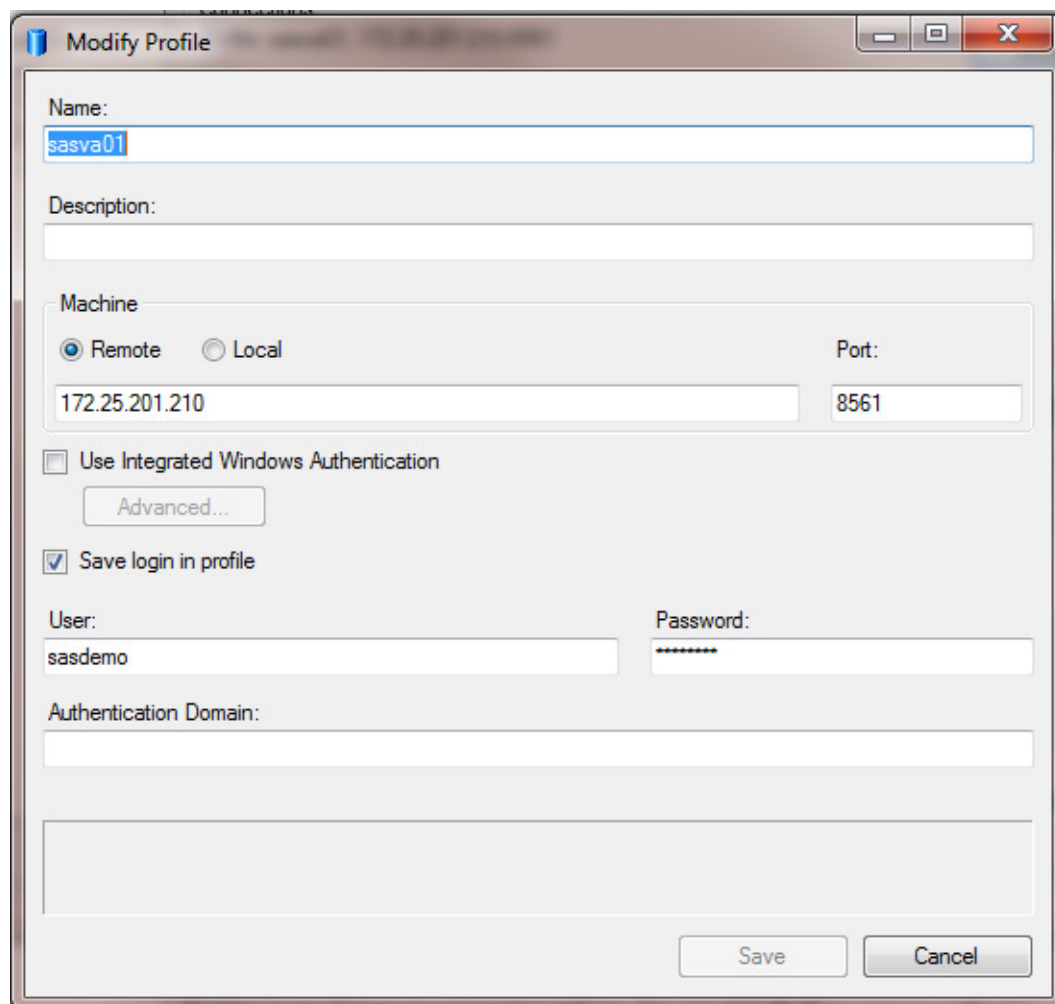 Modify Profile
Name:
sasva01
Description:
Machine
Remote Local Port:
172.25.201.210 8561
Use Integrated Windows Authentication
Advanced...
Save login in profile
User: Password:
sasdemo ********
Authentication Domain:
Save Cancel